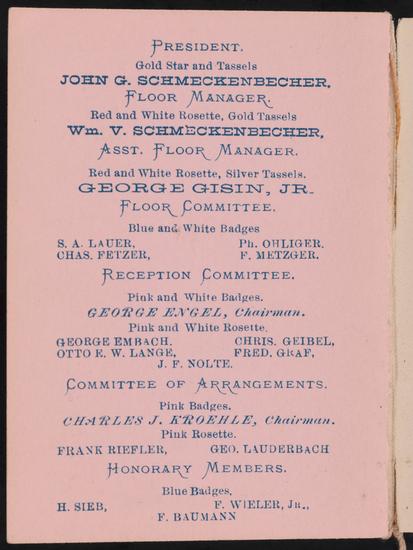 PRESIDENT.
Gold Star and Tassels
JOHN G. SCHMECKENBECHER,
FLOOR MANAGER.
Red and White Rosette, Gold Tassels
Wm. V. SCHMECKENBECHER,
ASST. FLOOR MANAGER.
Red and White Rosette, Silver Tassels.
GEORGE GISIN, JR.
FLOOR COMMITTEE.
Blue and White Badges
S. A. LAUER, Ph. OHLIGER.
CHAS. FETZER, F. METZGER.
RECEPTION COMMITTEE.
Pink and White Badges.
GEORGE ENGEL, Chairman.
Pink and White Rosette.
GEORGE EMBACH. CHRIS. GEIBEL,
OTTO E. W. LANGE, FRED. GRAF,
J. F. NOLTE.
COMMITTEE OF ARRANGEMENTS.
Pink Badges.
CHARLES J. KROEHLE, Chairman.
Pink Rosette.
FRANK RIEFLER, GEO. LAUDERBACH
HONORARY MEMBERS.
Blue Badges,
H. SIEB, F. WIELER, Jr.,
F. BAUMANN